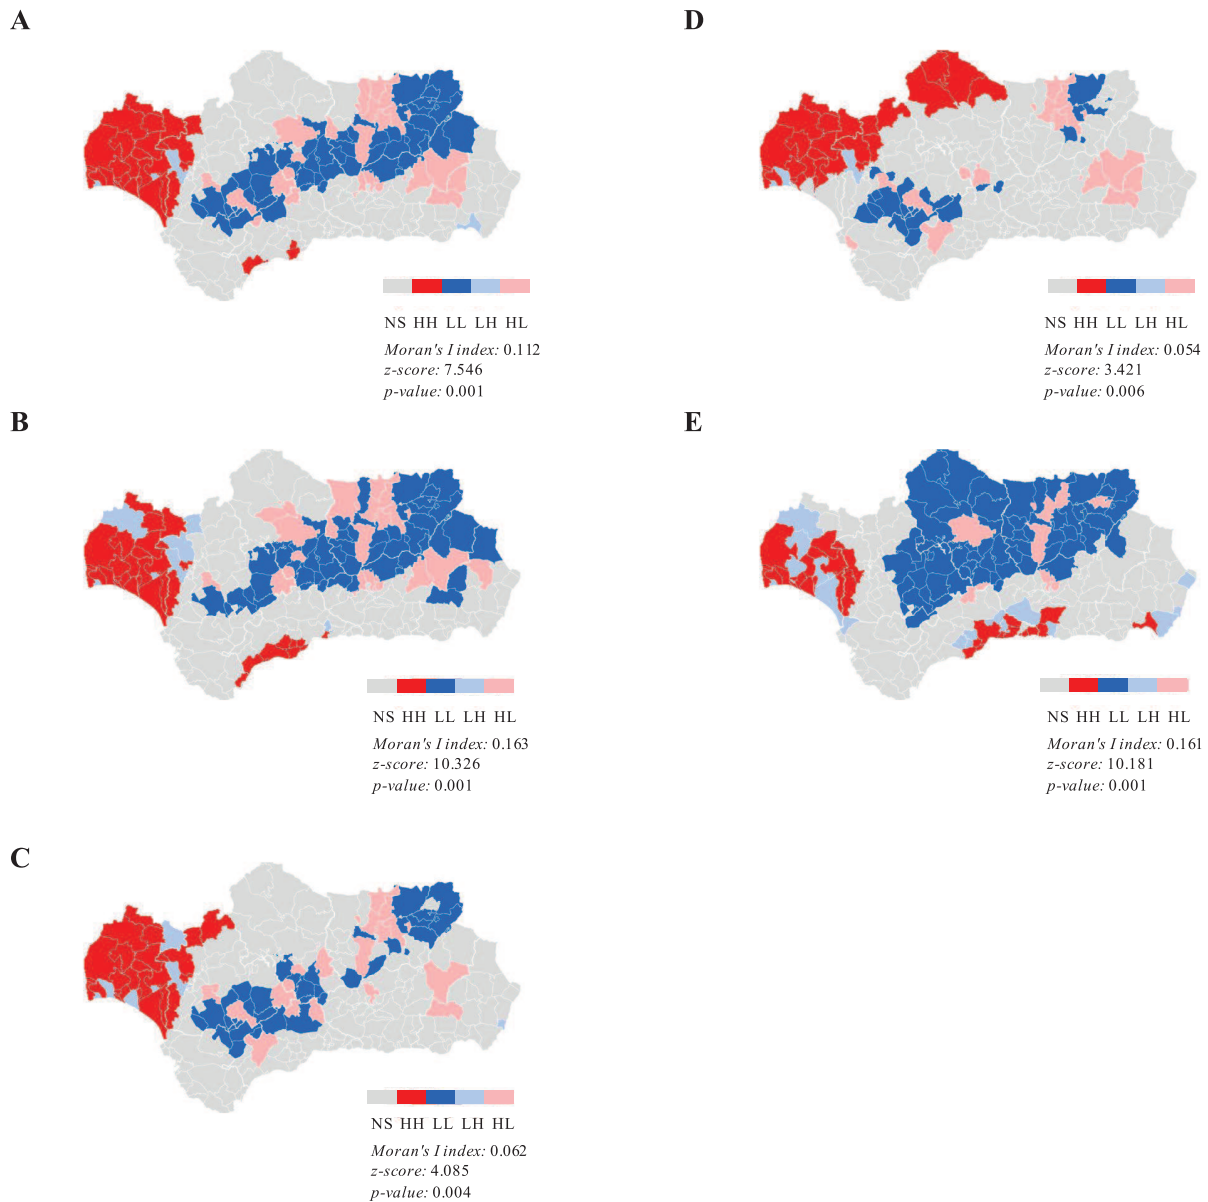 A
NS HH LL LH HL
Moran's I index: 0.112
z-score: 7.546
p-value: 0.001
B
NS HH LL LH HL
Moran's I index: 0.163
z-score: 10.326
p-value: 0.001
C
NS HH LL LH HL
Moran's I index: 0.062
z-score: 4.085
p-value: 0.004
D
NS HH LL LH HL
Moran's I index: 0.054
z-score: 3.421
p-value: 0.006
E
NS HH LL LH HL
Moran's I index: 0.161
z-score: 10.181
p-value: 0.001